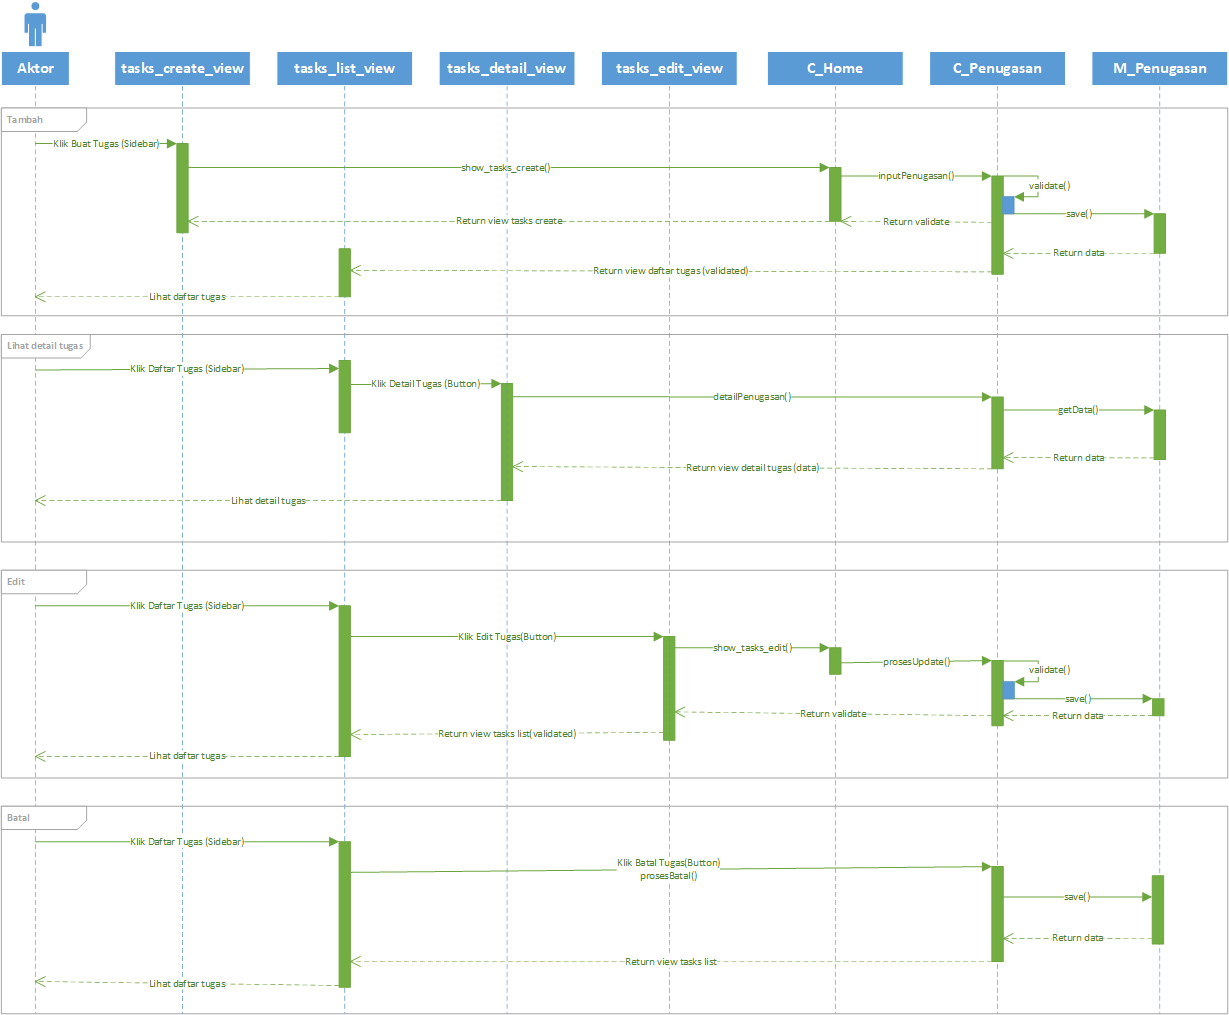 Aktor
tasks_create_view
tasks_list_view
tasks_detail_view
tasks_edit_view
C_Home
C_Penugasan
M_Penugasan
Tambah
Klik Buat Tugas (Sidebar)
show_tasks_create()
inputPenugasan()
validate()
save()
Return view tasks create
Return validate
Return data
Return view daftar tugas (validated)
Lihat daftar tugas
Lihat detail tugas
Klik Daftar Tugas (Sidebar)
Klik Detail Tugas (Button)
detailPenugasan()
getData()
Return data
Return view detail tugas (data)
Lihat detail tugas
Edit
Klik Daftar Tugas (Sidebar)
Klik Edit Tugas(Button)
show_tasks_edit()
prosesUpdate()
validate()
save()
Return validate
Return data
Return view tasks list(validated)
Lihat daftar tugas
Batal
Klik Daftar Tugas (Sidebar)
Klik Batal Tugas(Button)
prosesBatal()
save()
Return data
Return view tasks list
Lihat daftar tugas